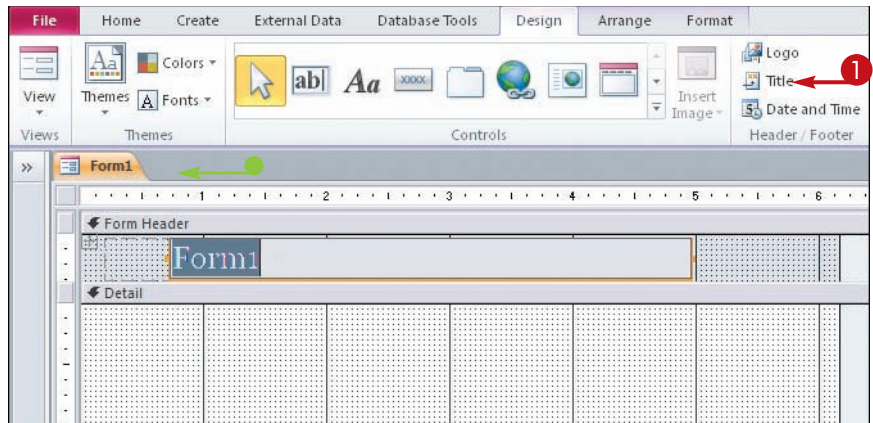 File Home Create External Data Database Tools Design Arrange Format
Aa Colors Logo
ab| Aa XXXX Title 1
View Themes A Fonts Insert Image Date and Time
Views Themes Controls Header / Footer
» Form1
1 2 3 4 5 6
Form Header
Form1
Detail